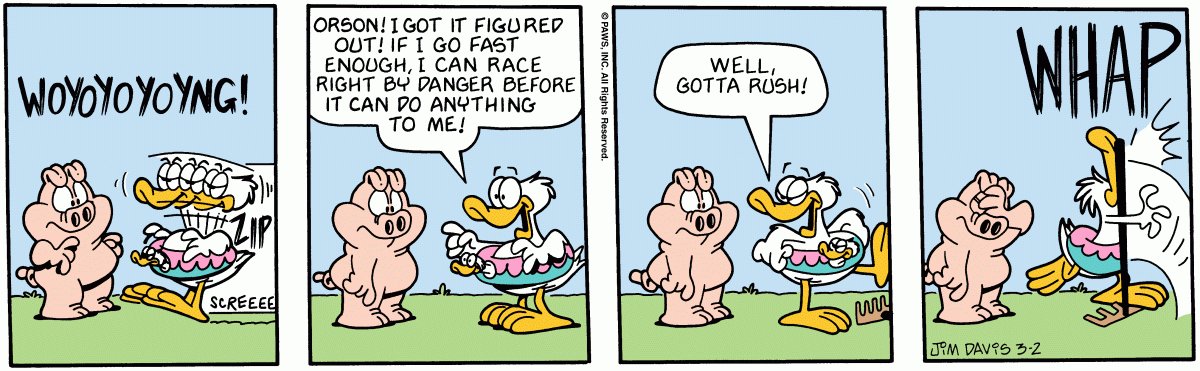 WOYOYOYOYNG!
ZIP
SCREEEE
ORSON! I GOT IT FIGURED
OUT! IF I GO FAST
ENOUGH, I CAN RACE
RIGHT BY DANGER BEFORE
IT CAN DO ANYTHING
TO ME!
© PAWS, INC. All Rights Reserved.
WELL,
GOTTA RUSH!
WHAP
JIM DAVIS 3-2